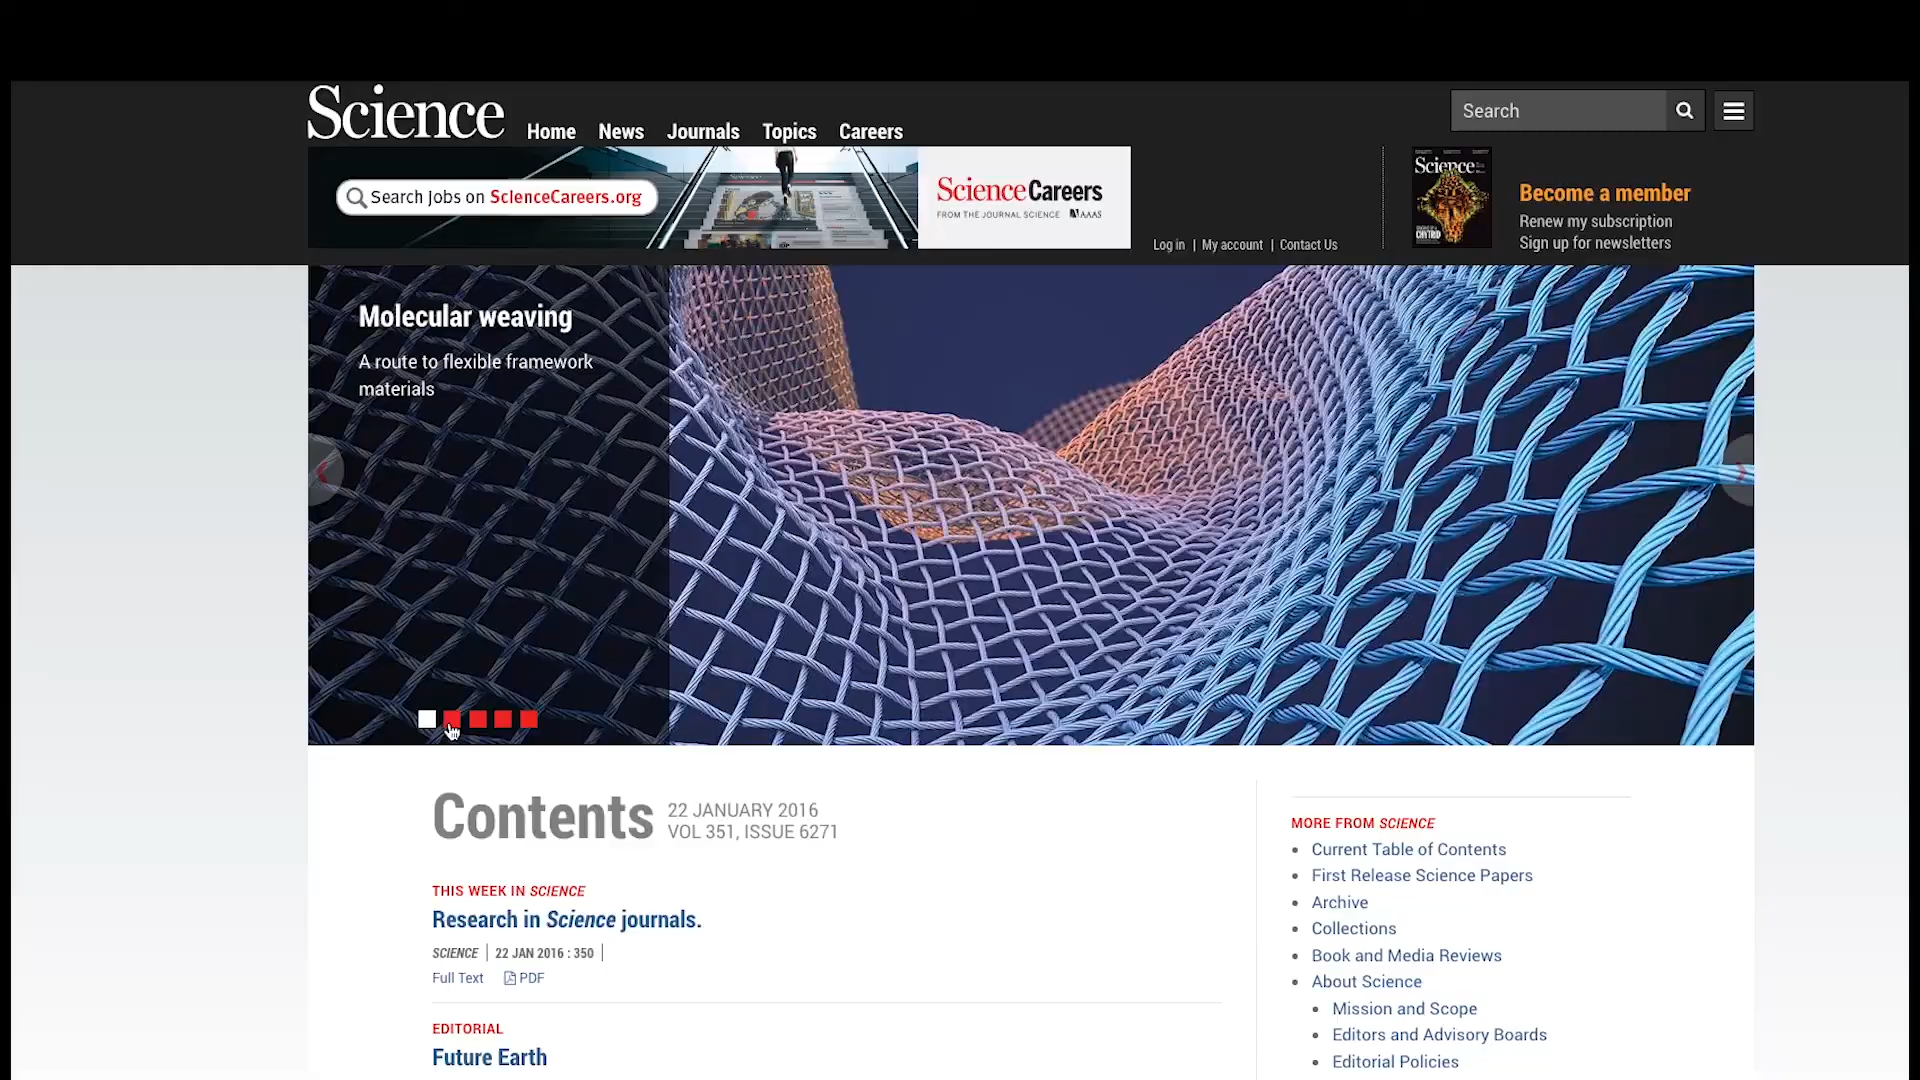 Science
Home
News
Journals
Topics
Careers
Search
Search Jobs on ScienceCareers.org
ScienceCareers
FROM THE JOURNAL SCIENCE AAAS
Log in | My account | Contact Us
Science
Become a member
Renew my subscription
Sign up for newsletters
Molecular weaving
A route to flexible framework
materials
Contents
22 JANUARY 2016
VOL 351, ISSUE 6271
THIS WEEK IN SCIENCE
Research in Science journals.
SCIENCE | 22 JAN 2016 : 350 |
Full Text PDF
EDITORIAL
Future Earth
MORE FROM SCIENCE
Current Table of Contents
First Release Science Papers
Archive
Collections
Book and Media Reviews
About Science
Mission and Scope
Editors and Advisory Boards
Editorial Policies